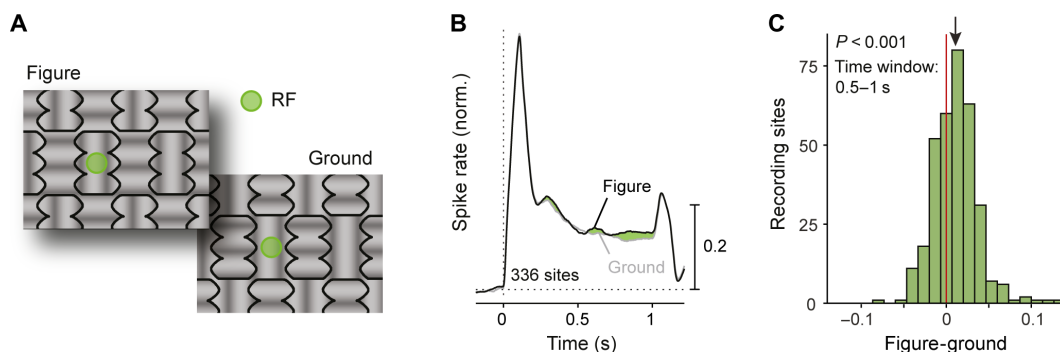 A
Figure
RF
Ground
B
Spike rate (norm.)
Figure
Ground
336 sites
0.2
0
0.5
1
Time (s)
C
P < 0.001
Time window:
0.5–1 s
Recording sites
75
50
25
0
–0.1
0
0.1
Figure-ground